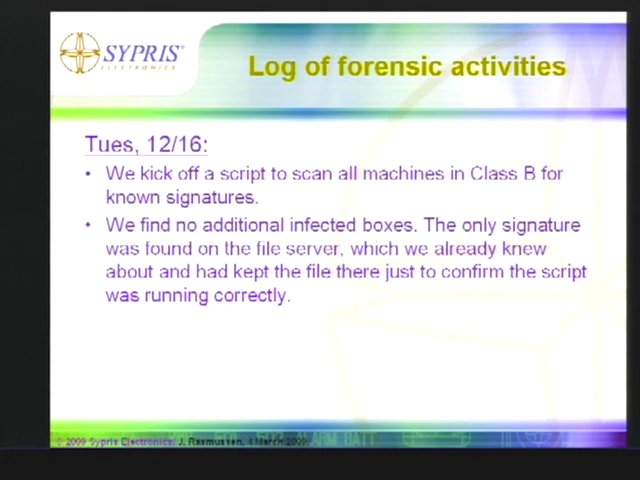 SYPRIS
ELECTRONICS
Log of forensic activities
Tues, 12/16:
• We kick off a script to scan all machines in Class B for
known signatures.
• We find no additional infected boxes. The only signature
was found on the file server, which we already knew
about and had kept the file there just to confirm the script
was running correctly.
© 2009 Sypris Electronics, J. Rasmussen, 4 March 2009